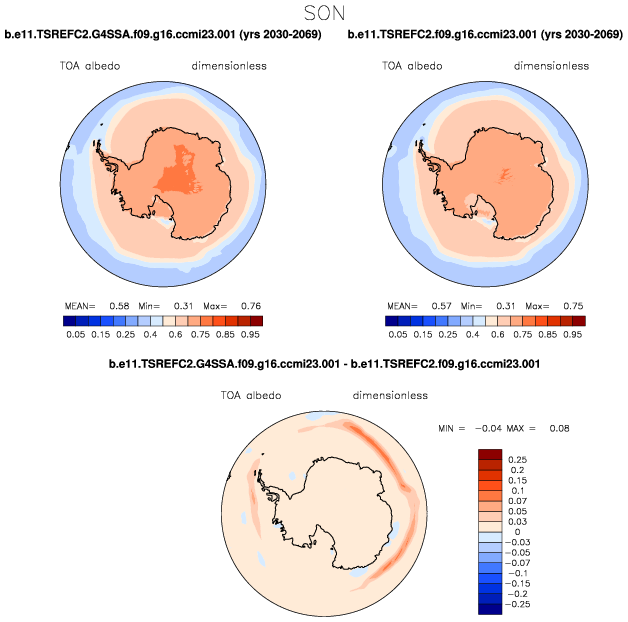 SON
b.e11.TSREFC2.G4SSA.f09.g16.ccmi23.001 (yrs 2030-2069)
b.e11.TSREFC2.f09.g16.ccmi23.001 (yrs 2030-2069)
TOA albedo dimensionless
TOA albedo dimensionless
MEAN= 0.58 Min= 0.31 Max= 0.76
0.05 0.15 0.25 0.4 0.6 0.75 0.85 0.95
MEAN= 0.57 Min= 0.31 Max= 0.75
0.05 0.15 0.25 0.4 0.6 0.75 0.85 0.95
b.e11.TSREFC2.G4SSA.f09.g16.ccmi23.001 - b.e11.TSREFC2.f09.g16.ccmi23.001
TOA albedo dimensionless
MIN = -0.04 MAX = 0.08
0.25
0.2
0.15
0.1
0.07
0.05
0.03
0
-0.03
-0.05
-0.07
-0.1
-0.15
-0.2
-0.25